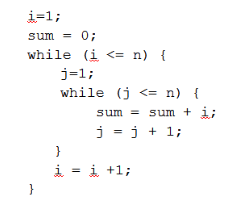 i=1;
sum = 0;
while (i <= n) {
j=1;
while (j <= n) {
sum = sum + i;
j = j + 1;
}
i = i +1;
}